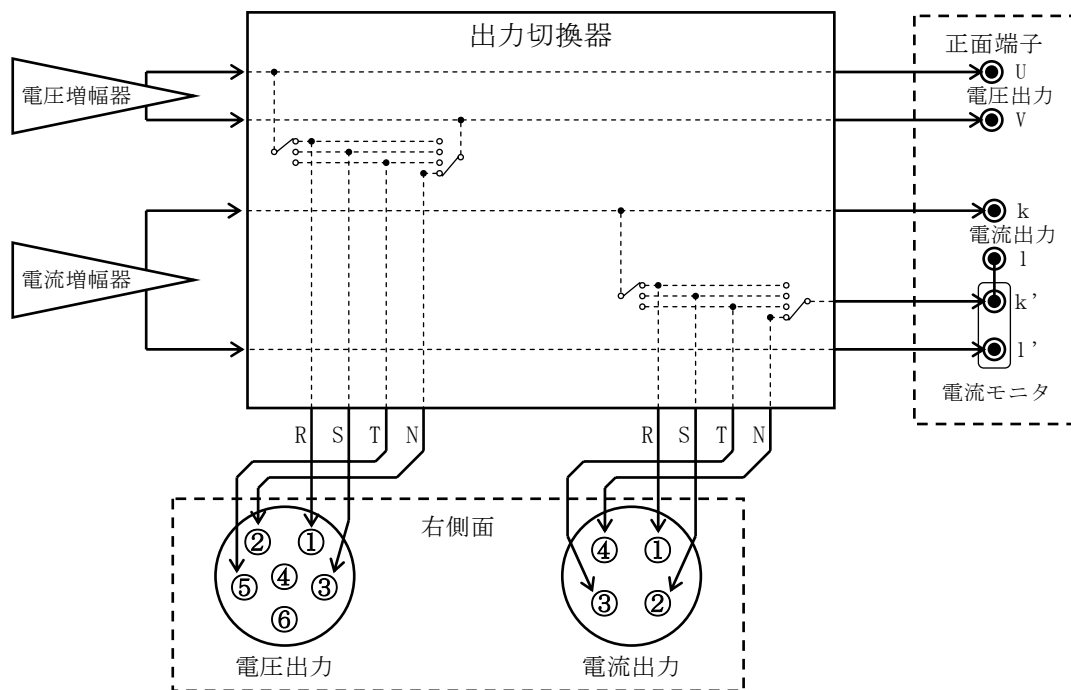 出力切換器
正面端子
U
電圧出力
V
電圧増幅器
k
電流出力
l
電流増幅器
k'
l'
電流モニタ
R S T N
R S T N
右側面
② ①
④
⑤ ③
⑥
④ ①
③ ②
電圧出力
電流出力